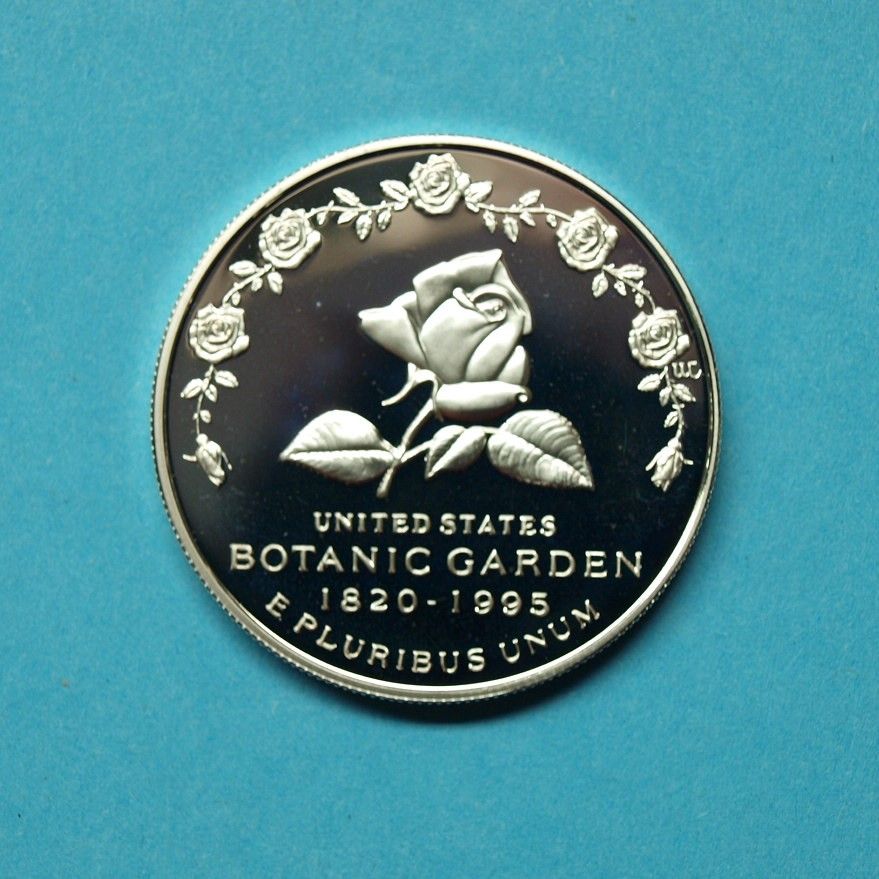 UNITED STATES
BOTANIC GARDEN
1820-1995
E PLURIBUS UNUM